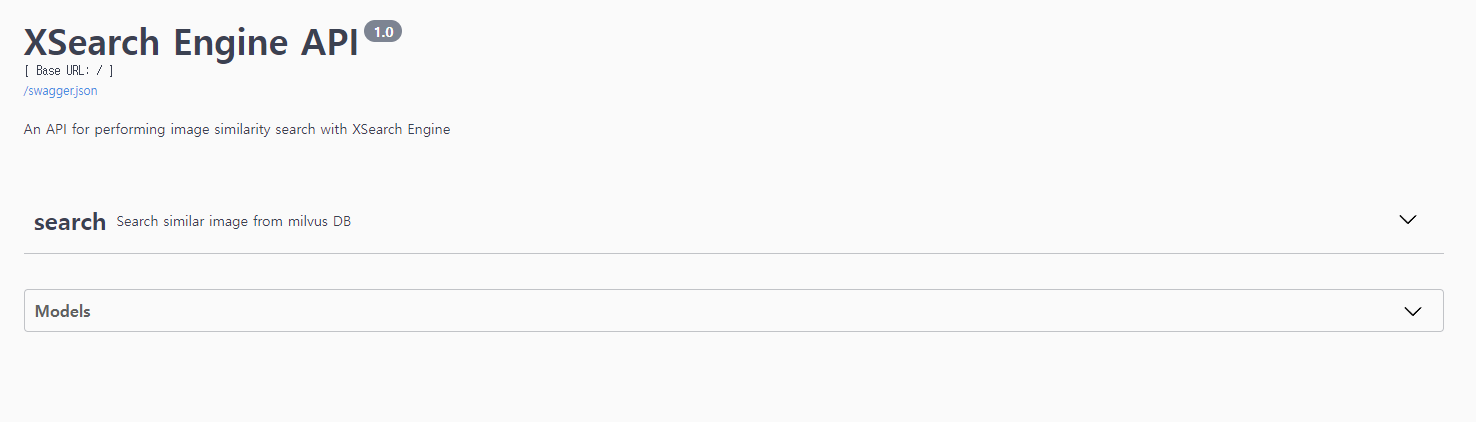 XSearch Engine API 1.0
[ Base URL: / ]
/swagger.json
An API for performing image similarity search with XSearch Engine
search Search similar image from milvus DB
Models